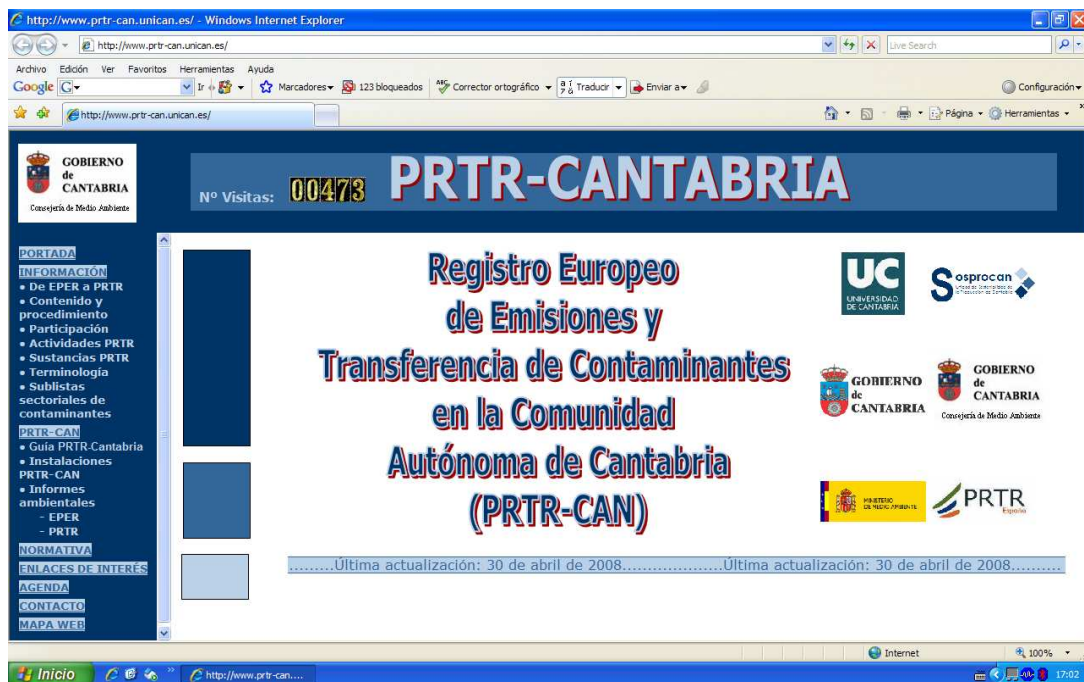 http://www.prtr-can.unican.es/ - Windows Internet Explorer
http://www.prtr-can.unican.es/
Live Search
Archivo Edición Ver Favoritos Herramientas Ayuda
Google G Ir Marcadores 123 bloqueados Corrector ortográfico Traducir Enviar a Configuración
http://www.prtr-can.unican.es/ Página Herramientas
GOBIERNO
de
CANTABRIA
Consejería de Medio Ambiente
Nº Visitas: 00473 PRTR-CANTABRIA
PORTADA
INFORMACIÓN
• De EPER a PRTR
• Contenido y
procedimiento
• Participación
• Actividades PRTR
• Sustancias PRTR
• Terminología
• Sublistas
sectoriales de
contaminantes
PRTR-CAN
• Guía PRTR-Cantabria
• Instalaciones
PRTR-CAN
• Informes
ambientales
- EPER
- PRTR
NORMATIVA
ENLACES DE INTERÉS
AGENDA
CONTACTO
MAPA WEB
Registro Europeo
de Emisiones y
Transferencia de Contaminantes
en la Comunidad
Autónoma de Cantabria
(PRTR-CAN)
UC
UNIVERSIDAD
DE CANTABRIA
Sosprocan
GOBIERNO
de
CANTABRIA
GOBIERNO
de
CANTABRIA
Consejería de Medio Ambiente
MINISTERIO
DE MEDIO AMBIENTE
PRTR
España
.........Última actualización: 30 de abril de 2008...................Última actualización: 30 de abril de 2008..........
Internet 100%
Inicio http://www.prtr-can.... 17:02